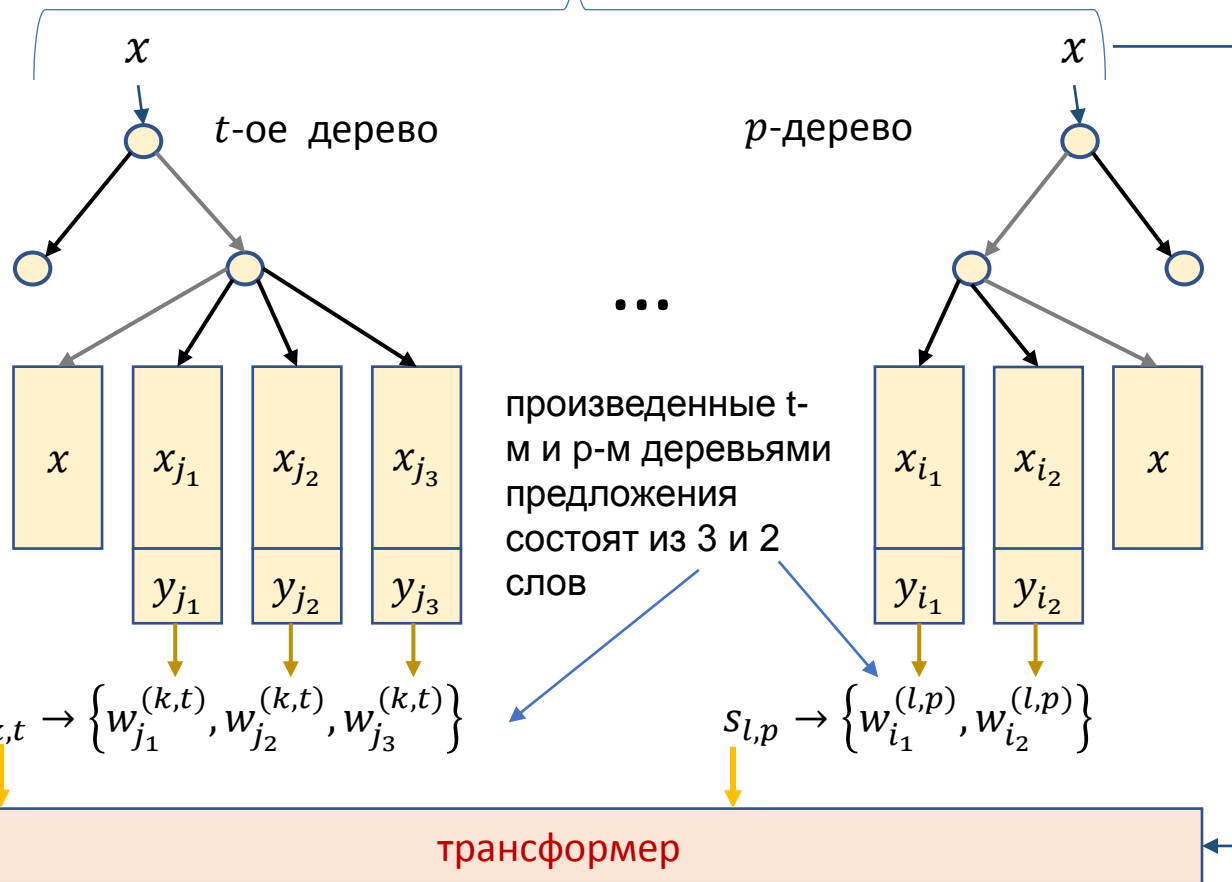 x
x
t-ое дерево
p-дерево
...
x
x_{j_1}
x_{j_2}
x_{j_3}
произведенные t-
м и p-м деревьями
предложения
состоят из 3 и 2
слов
x_{i_1}
x_{i_2}
x
y_{j_1}
y_{j_2}
y_{j_3}
y_{i_1}
y_{i_2}
,t → {w_{j_1}^{(k,t)}, w_{j_2}^{(k,t)}, w_{j_3}^{(k,t)}}
s_{l,p} → {w_{i_1}^{(l,p)}, w_{i_2}^{(l,p)}}
трансформер